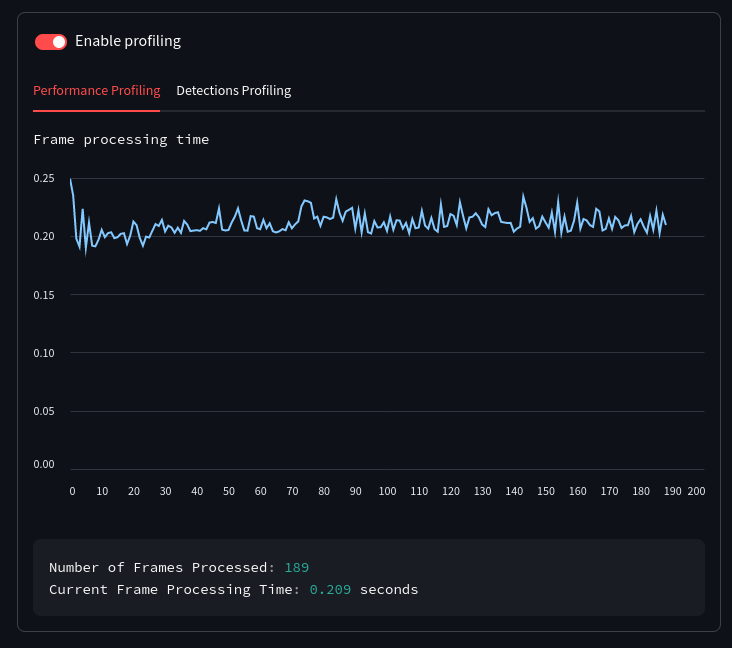 Enable profiling
Performance Profiling Detections Profiling
Frame processing time
0.25
0.20
0.15
0.10
0.05
0.00
0 10 20 30 40 50 60 70 80 90 100 110 120 130 140 150 160 170 180 190 200
Number of Frames Processed: 189
Current Frame Processing Time: 0.209 seconds